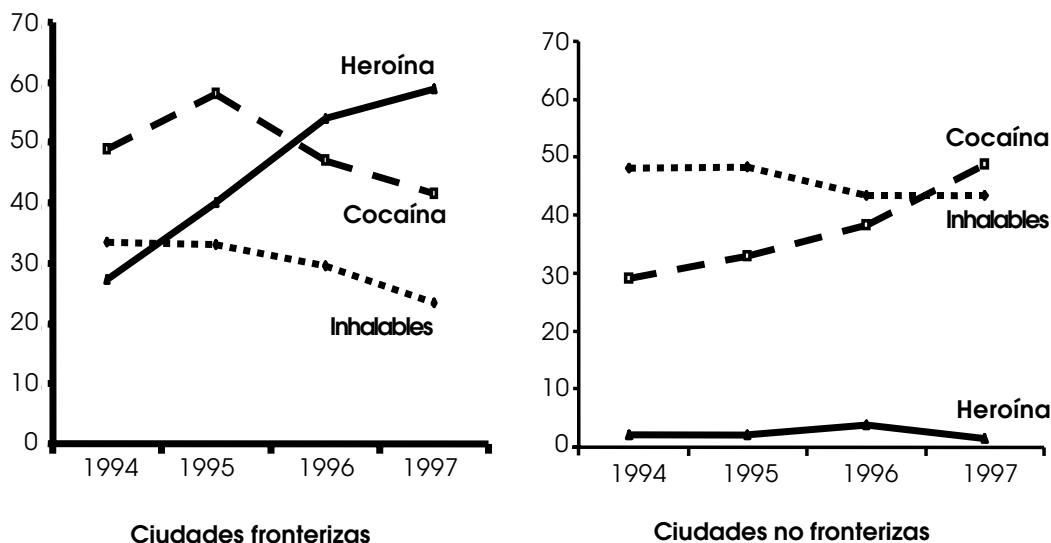 70
60
50
40
30
20
10
0
Heroína
Cocaína
Inhalables
1994 1995 1996 1997
Ciudades fronterizas
70
60
50
40
30
20
10
0
Cocaína
Inhalables
Heroína
1994 1995 1996 1997
Ciudades no fronterizas